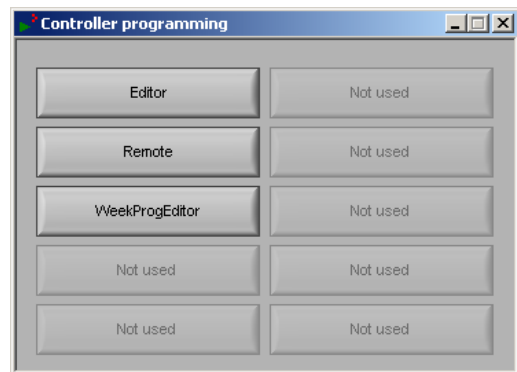 Controller programming
Editor
Not used
Remote
Not used
WeekProgEditor
Not used
Not used
Not used
Not used
Not used